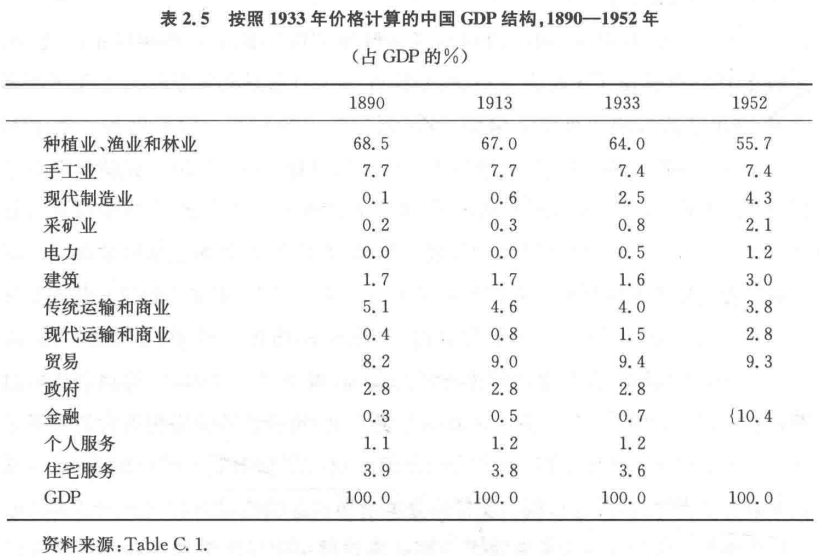 表 2.5 按照 1933 年价格计算的中国 GDP 结构,1890—1952 年
(占 GDP 的%)
1890 1913 1933 1952
种植业、渔业和林业 68.5 67.0 64.0 55.7
手工业 7.7 7.7 7.4 7.4
现代制造业 0.1 0.6 2.5 4.3
采矿业 0.2 0.3 0.8 2.1
电力 0.0 0.0 0.5 1.2
建筑 1.7 1.7 1.6 3.0
传统运输和商业 5.1 4.6 4.0 3.8
现代运输和商业 0.4 0.8 1.5 2.8
贸易 8.2 9.0 9.4 9.3
政府 2.8 2.8 2.8
金融 0.3 0.5 0.7 {10.4
个人服务 1.1 1.2 1.2
住宅服务 3.9 3.8 3.6
GDP 100.0 100.0 100.0 100.0
资料来源:Table C.1.